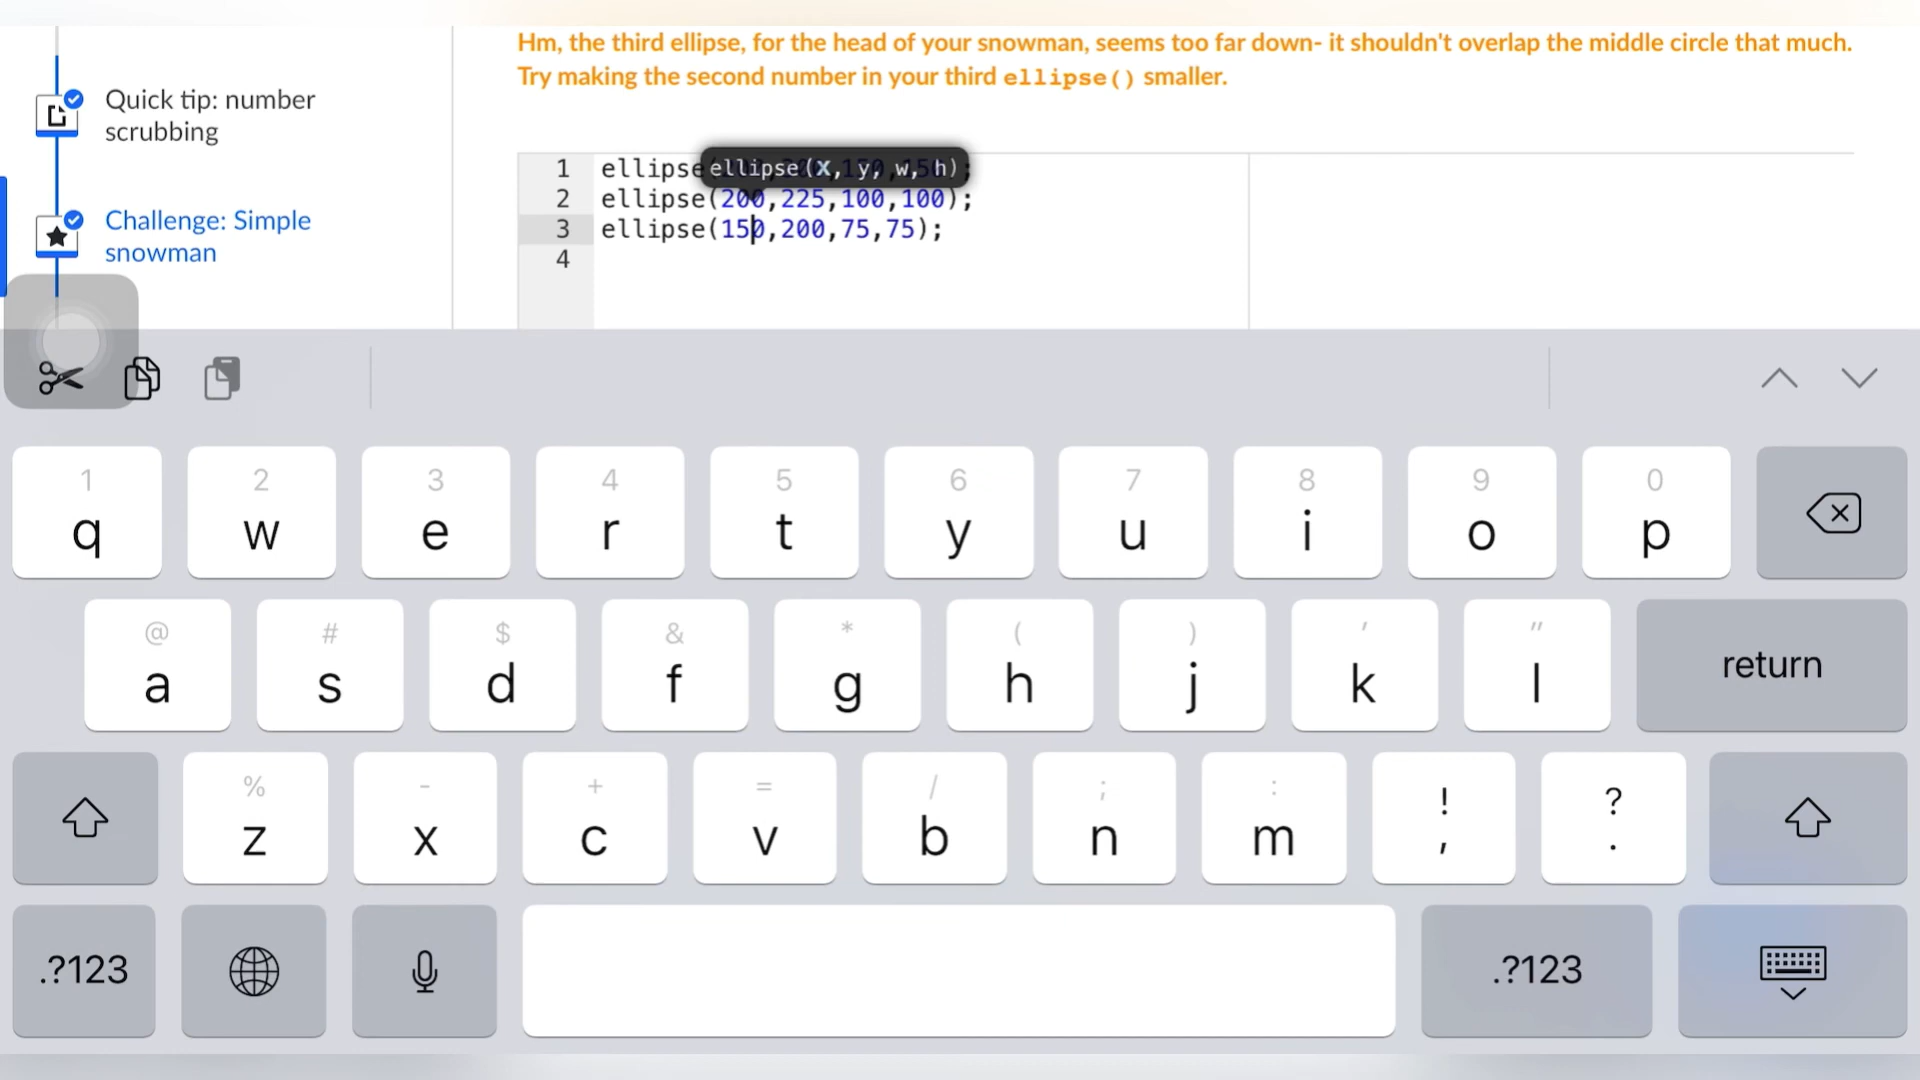 Hm, the third ellipse, for the head of your snowman, seems too far down- it shouldn't overlap the middle circle that much.
Try making the second number in your third ellipse() smaller.
Quick tip: number
scrubbing
Challenge: Simple
snowman
ellipse(x, y, w, h)
1 ellipse
2 ellipse(200,225,100,100);
3 ellipse(150,200,75,75);
4
1 2 3 4 5 6 7 8 9 0
q w e r t y u i o p
@ # $ & * ( ) ' "
a s d f g h j k l return
% - + = / ; : ! ?
z x c v b n m , .
.?123 .?123